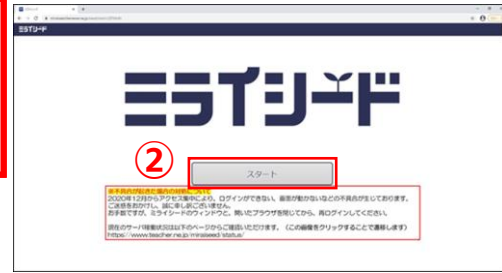 ミライシード
ミライシード
②
スタート
※不具合が起きた場合の対処について
2020年12月からアクセス集中により、ログインができない、最新が動かないなどの不具合が生じております。
ご迷惑をおかけし、誠に申し訳ございません。
お手数ですが、ミライシードのウィンドウと、開いたブラウザを閉じてから、再ログインしてください。
現在のサーバ稼働状況は以下のページからご確認いただけます。（この画像をクリックすることで遷移します）
https://www.teacher.ne.jp/miraiseed/status/